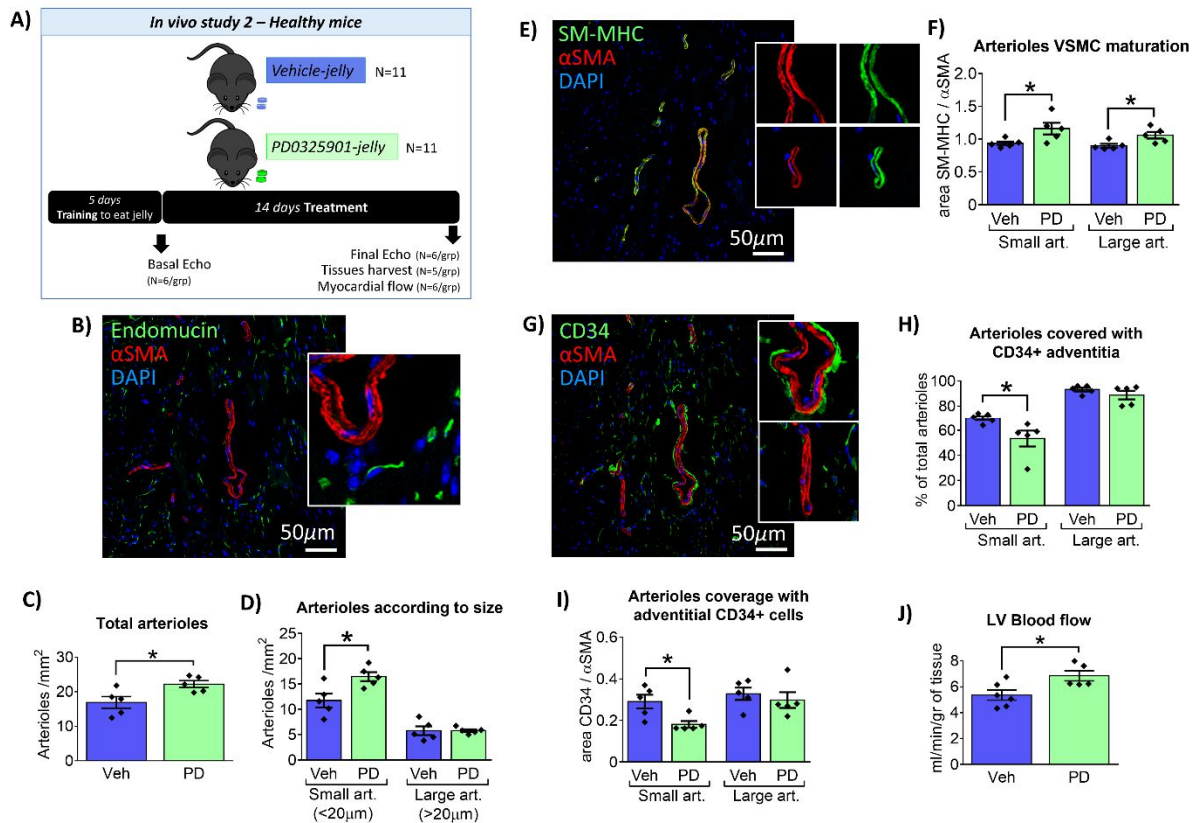 A)
In vivo study 2 – Healthy mice
Vehicle-jelly
N=11
PD0325901-jelly
N=11
5 days
Training to eat jelly
14 days Treatment
Basal Echo
(N=6/grp)
Final Echo (N=6/grp)
Tissues harvest (N=5/grp)
Myocardial flow (N=6/grp)
B)
Endomucin
αSMA
DAPI
50μm
C)
Total arterioles
Arterioles /mm²
30
20
10
0
Veh
PD
*
D)
Arterioles according to size
Arterioles /mm²
25
20
15
10
5
0
*
Veh
PD
Veh
PD
Small art.
(<20μm)
Large art.
(>20μm)
E)
SM-MHC
αSMA
DAPI
50μm
F)
Arterioles VSMC maturation
area SM-MHC / αSMA
2.0
1.5
1.0
0.5
0.0
*
*
Veh
PD
Veh
PD
Small art.
Large art.
G)
CD34
αSMA
DAPI
50μm
H)
Arterioles covered with
CD34+ adventitia
% of total arterioles
100
80
60
40
20
0
*
Veh
PD
Veh
PD
Small art.
Large art.
I)
Arterioles coverage with
adventitial CD34+ cells
area CD34 / αSMA
0.6
0.4
0.2
0
*
Veh
PD
Veh
PD
Small art.
Large art.
J)
LV Blood flow
ml/min/gr of tissue
8
6
4
2
0
*
Veh
PD